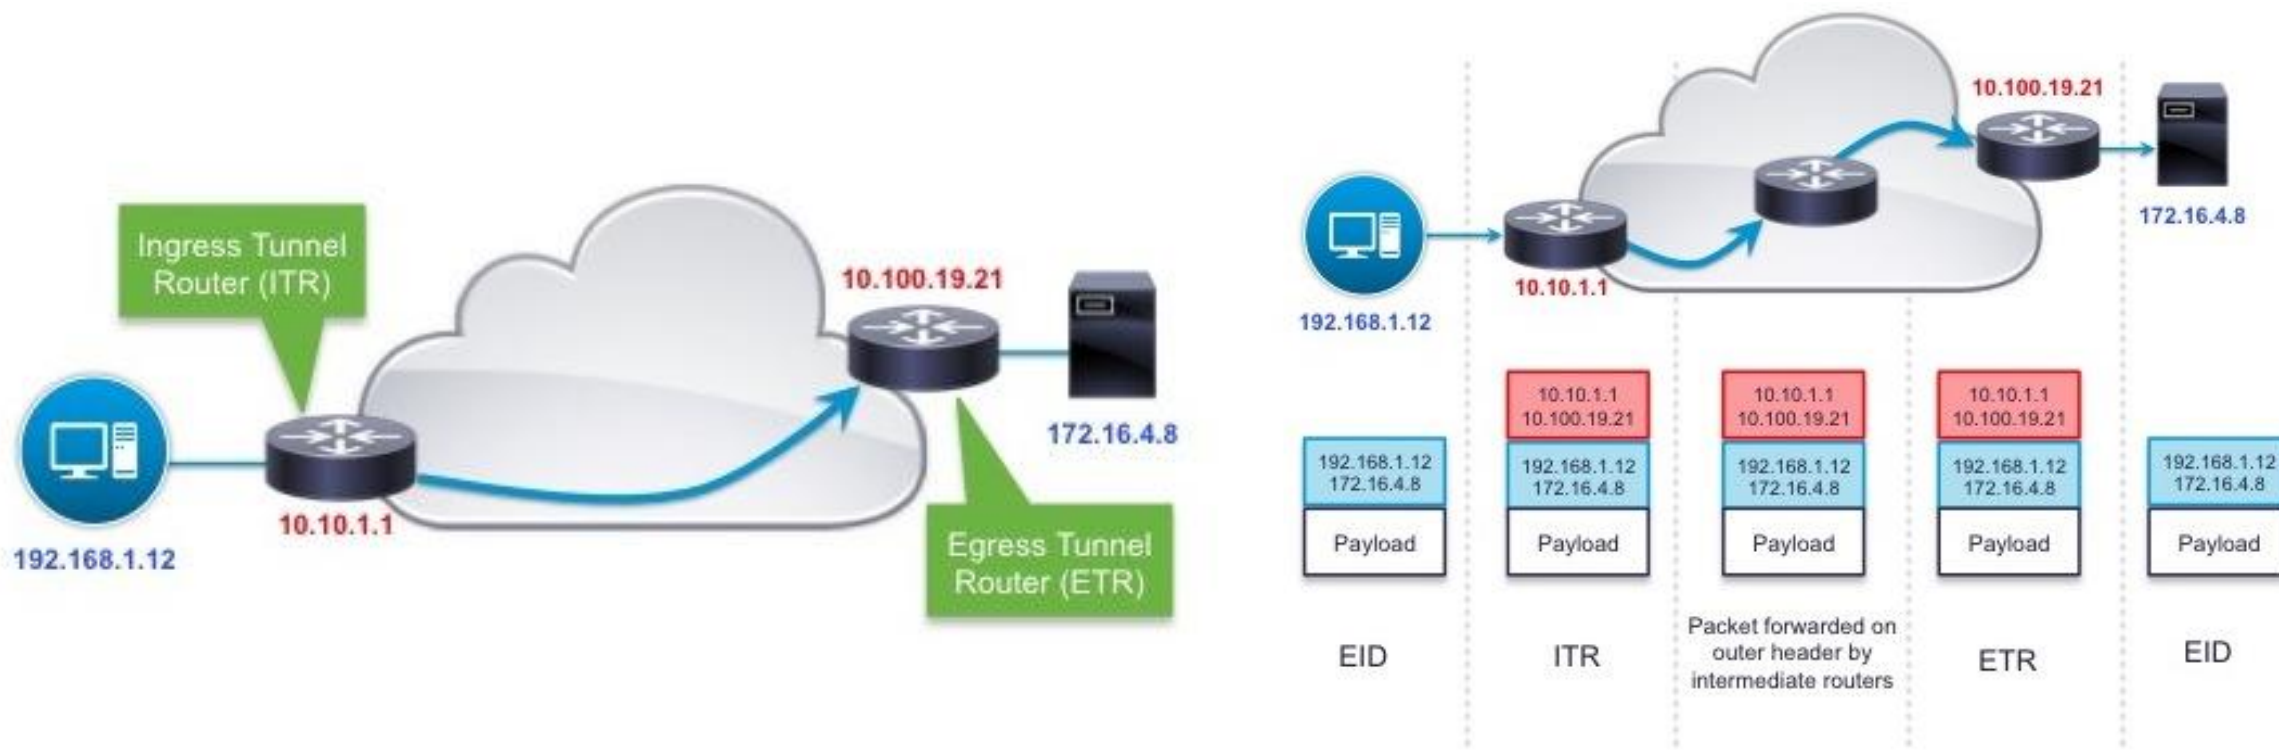 Ingress Tunnel
Router (ITR)
10.100.19.21
172.16.4.8
10.10.1.1
192.168.1.12
Egress Tunnel
Router (ETR)
10.100.19.21
172.16.4.8
10.10.1.1
192.168.1.12
192.168.1.12
172.16.4.8
Payload
EID
10.10.1.1
10.100.19.21
192.168.1.12
172.16.4.8
Payload
ITR
10.10.1.1
10.100.19.21
192.168.1.12
172.16.4.8
Payload
Packet forwarded on
outer header by
intermediate routers
10.10.1.1
10.100.19.21
192.168.1.12
172.16.4.8
Payload
ETR
192.168.1.12
172.16.4.8
Payload
EID